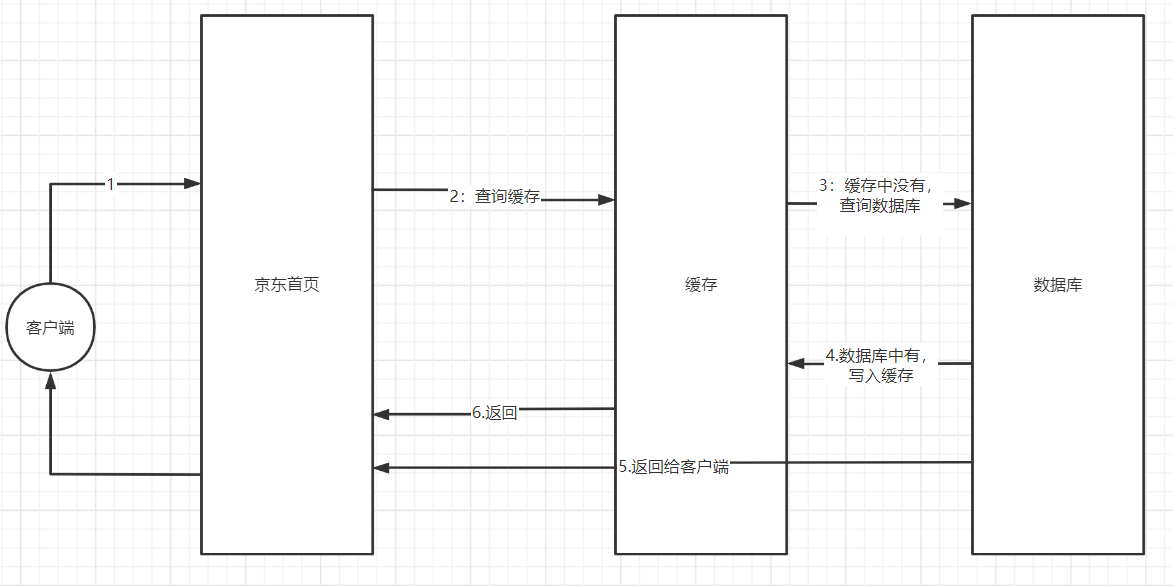 1
2：查询缓存
3：缓存中没有，
查询数据库
京东首页
缓存
数据库
客户端
4.数据库中有，
写入缓存
6.返回
5.返回给客户端